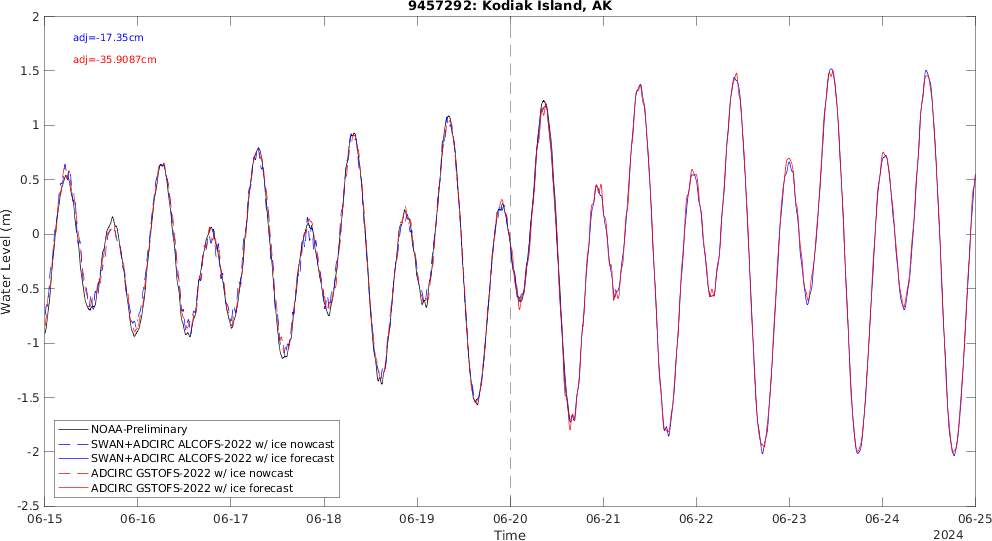 9457292: Kodiak Island, AK
adj=-17.35cm
adj=-35.9087cm
Water Level (m)
2
1.5
1
0.5
0
-0.5
-1
-1.5
-2
-2.5
NOAA-Preliminary
SWAN+ADCIRC ALCOFS-2022 w/ ice nowcast
SWAN+ADCIRC ALCOFS-2022 w/ ice forecast
ADCIRC GSTOFS-2022 w/ ice nowcast
ADCIRC GSTOFS-2022 w/ ice forecast
06-15 06-16 06-17 06-18 06-19 06-20 06-21 06-22 06-23 06-24 06-25
Time
2024